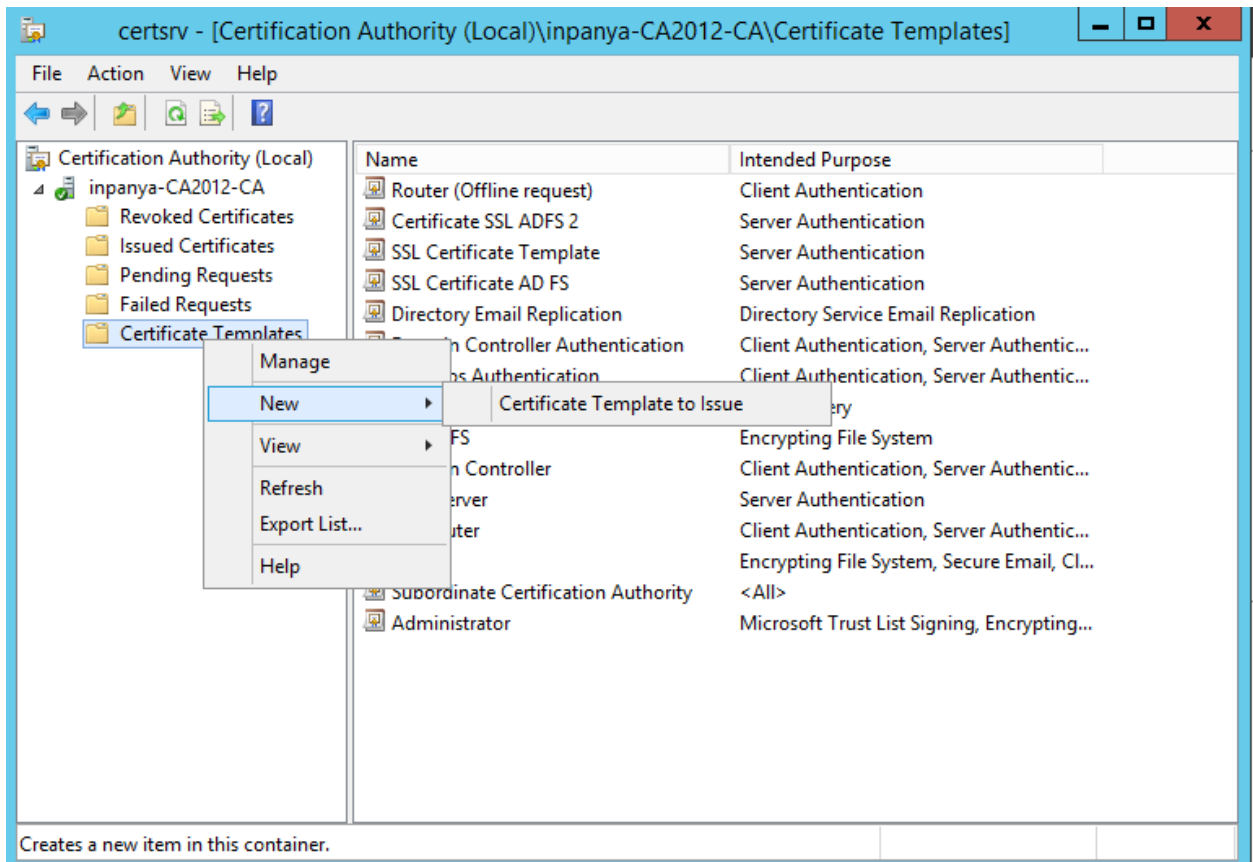 certsrv - [Certification Authority (Local)\inpanya-CA2012-CA\Certificate Templates]
File Action View Help
Certification Authority (Local)
inpanya-CA2012-CA
Revoked Certificates
Issued Certificates
Pending Requests
Failed Requests
Certificate Templates
Manage
New
View
Refresh
Export List...
Help
Certificate Template to Issue
Name Intended Purpose
Router (Offline request) Client Authentication
Certificate SSL ADFS 2 Server Authentication
SSL Certificate Template Server Authentication
SSL Certificate AD FS Server Authentication
Directory Email Replication Directory Service Email Replication
Controller Authentication Client Authentication, Server Authentic...
Authentication Client Authentication, Server Authentic...
Encrypting File System
Controller Client Authentication, Server Authentic...
Server Authentication
Client Authentication, Server Authentic...
Encrypting File System, Secure Email, Cl...
Subordinate Certification Authority <All>
Administrator Microsoft Trust List Signing, Encrypting...
Creates a new item in this container.